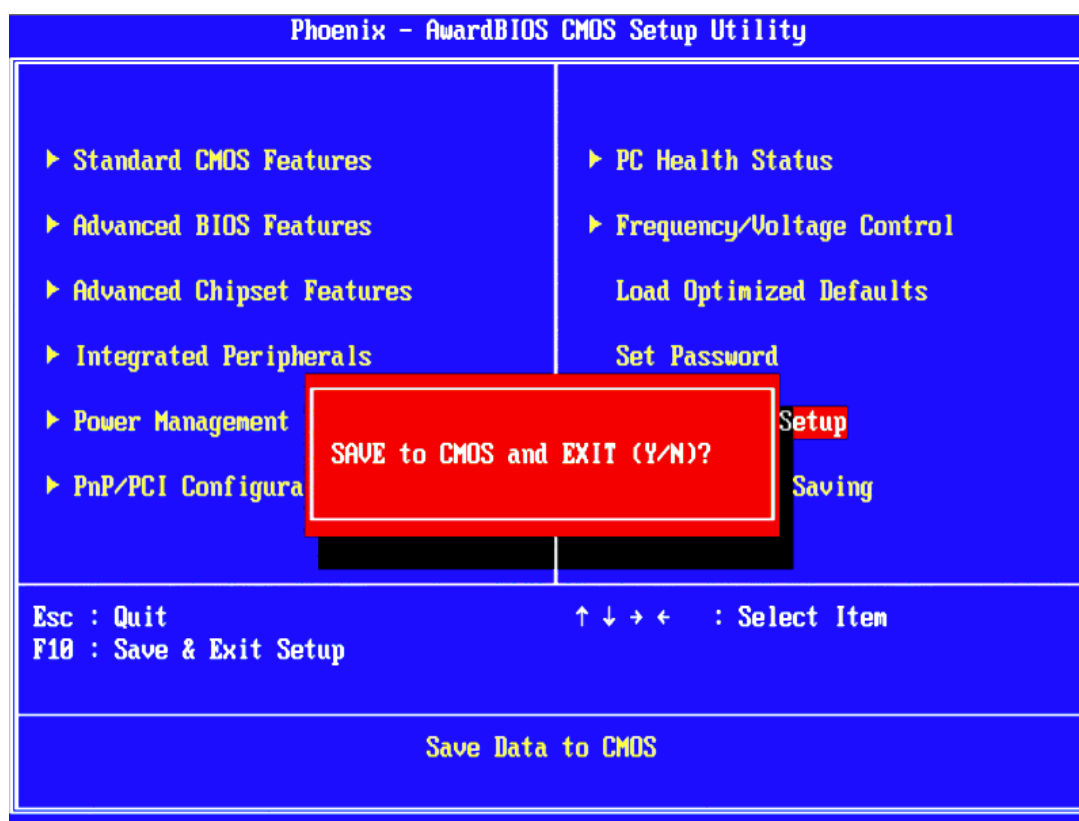 Phoenix - AwardBIOS CMOS Setup Utility
Standard CMOS Features
Advanced BIOS Features
Advanced Chipset Features
Integrated Peripherals
Power Management
PnP/PCI Configura
PC Health Status
Frequency/Voltage Control
Load Optimized Defaults
Set Password
Setup
Saving
SAVE to CMOS and EXIT (Y/N)?
Esc : Quit
F10 : Save & Exit Setup
↑ ↓ → ← : Select Item
Save Data to CMOS